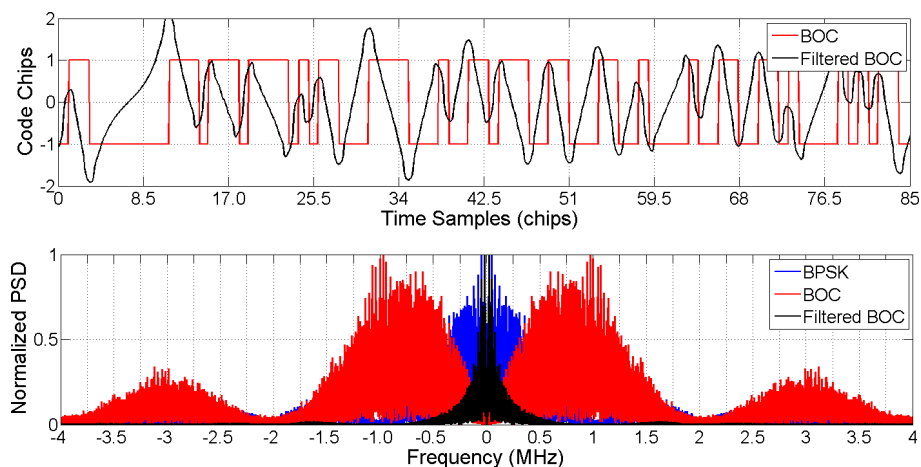 2
1
0
-1
-2
Code Chips
BOC
Filtered BOC
0 8.5 17.0 25.5 34 42.5 51 59.5 68 76.5 85
Time Samples (chips)
1
0.5
0
Normalized PSD
BPSK
BOC
Filtered BOC
-4 -3.5 -3 -2.5 -2 -1.5 -1.0 -0.5 0 0.5 1 1.5 2 2.5 3 3.5 4
Frequency (MHz)